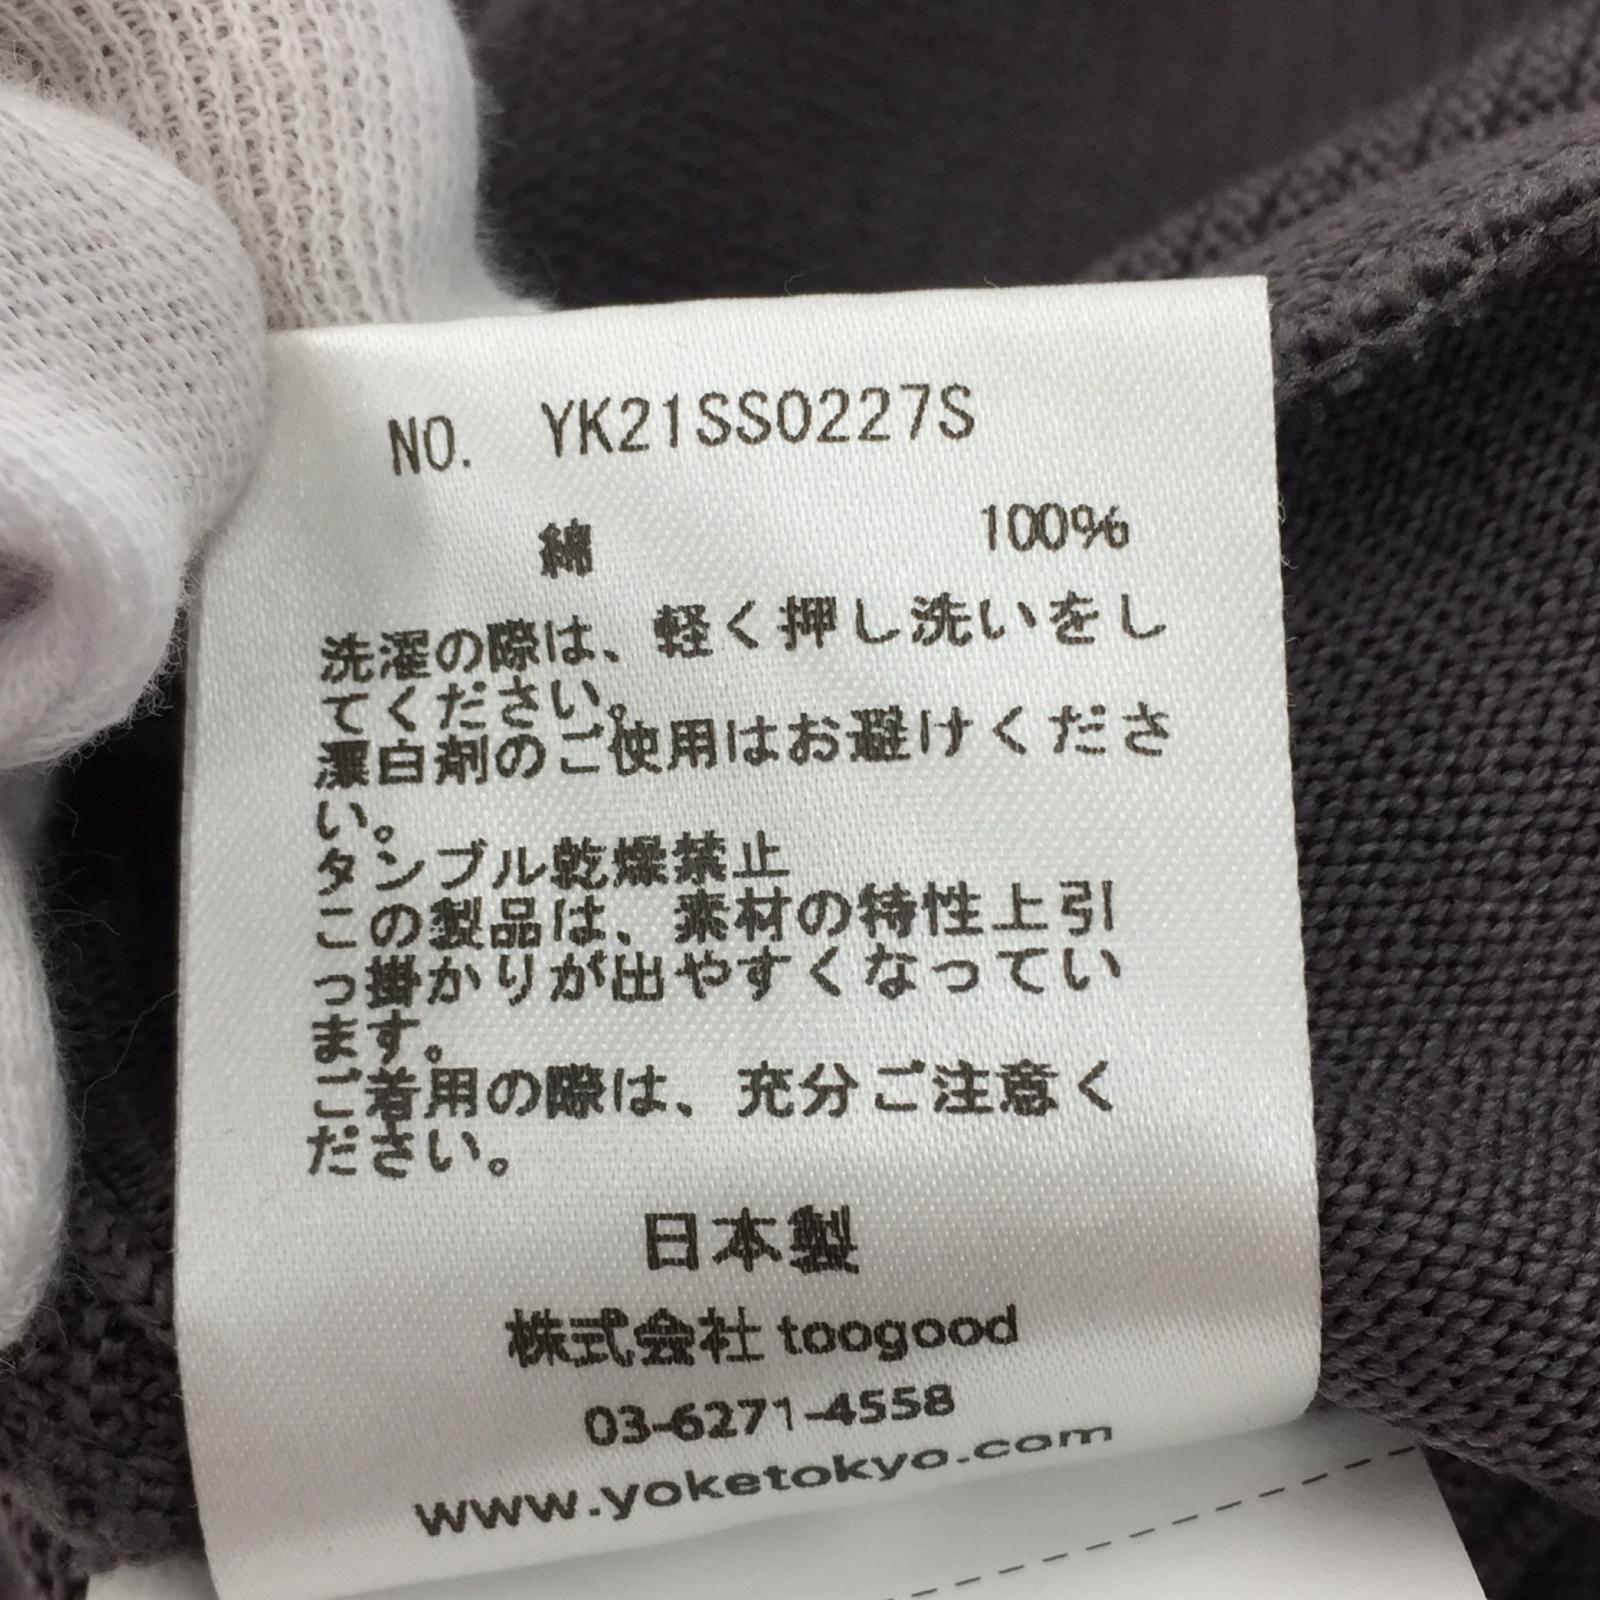 NO. YK21SS0227S
綿 100%
洗濯の際は、軽く押し洗いをし
てください。
漂白剤のご使用はお避けくださ
い。
タンブル乾燥禁止
この製品は、素材の特性上引
っ掛かりが出やすくなってい
ます。
ご着用の際は、充分ご注意く
ださい。
日本製
株式会社 toogood
03-6271-4558
www.yoketokyo.com